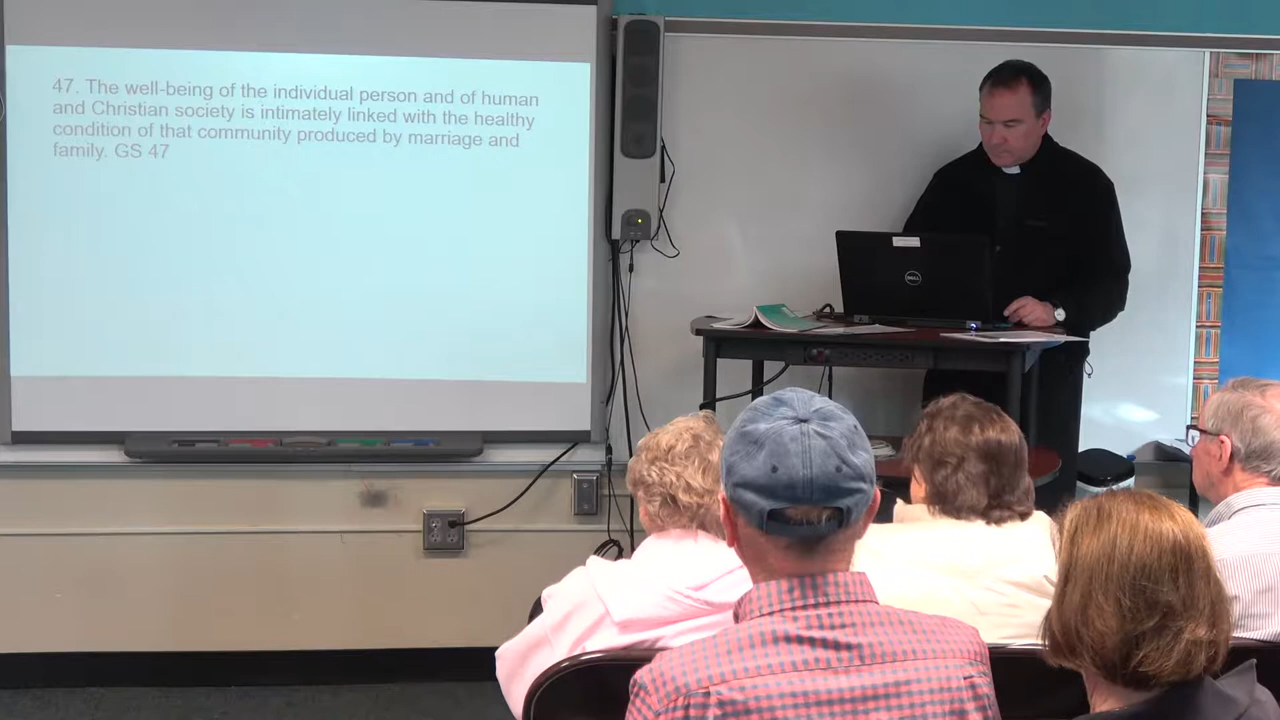 47. The well-being of the individual person and of human
and Christian society is intimately linked with the healthy
condition of that community produced by marriage and
family. GS 47
DELL